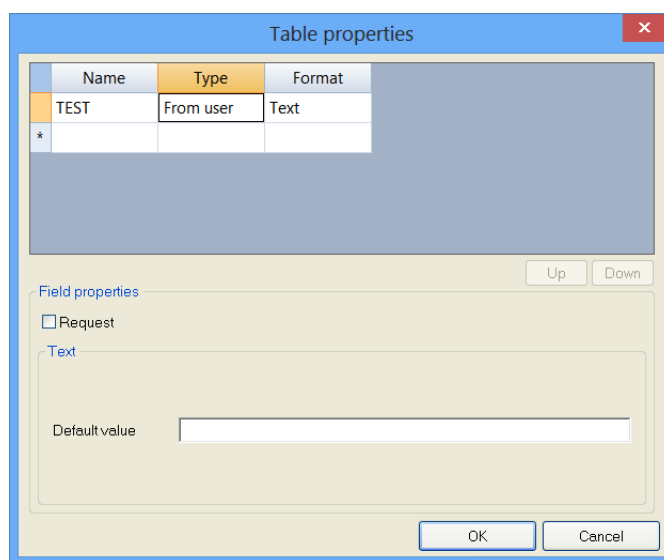 Table properties
Name Type Format
TEST From user Text
*
Up Down
Field properties
Request
Text
Default value
OK Cancel